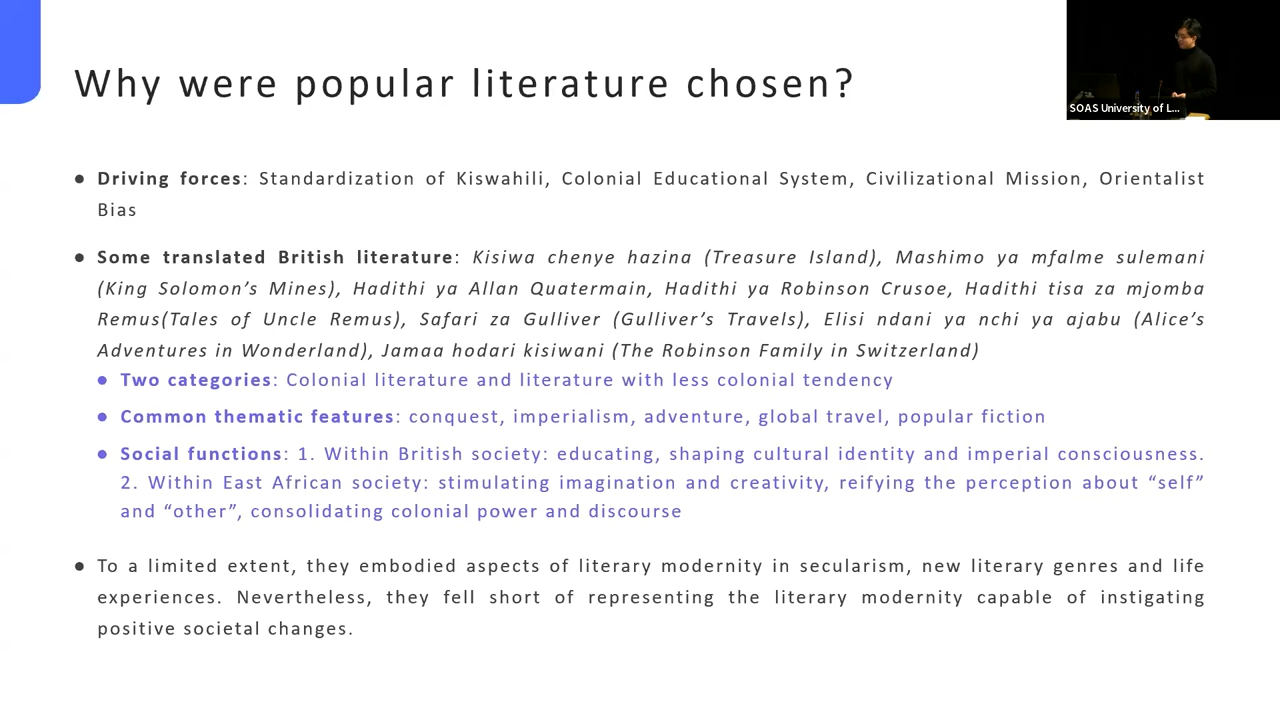 Why were popular literature chosen?
SOAS University of L...
● Driving forces: Standardization of Kiswahili, Colonial Educational System, Civilizational Mission, Orientalist
Bias
● Some translated British literature: Kisiwa chenye hazina (Treasure Island), Mashimo ya mfalme sulemani
(King Solomon’s Mines), Hadithi ya Allan Quatermain, Hadithi ya Robinson Crusoe, Hadithi tisa za mjomba
Remus(Tales of Uncle Remus), Safari za Gulliver (Gulliver’s Travels), Elisi ndani ya nchi ya ajabu (Alice’s
Adventures in Wonderland), Jamaa hodari kisiwani (The Robinson Family in Switzerland)
● Two categories: Colonial literature and literature with less colonial tendency
● Common thematic features: conquest, imperialism, adventure, global travel, popular fiction
● Social functions: 1. Within British society: educating, shaping cultural identity and imperial consciousness.
2. Within East African society: stimulating imagination and creativity, reifying the perception about “self”
and “other”, consolidating colonial power and discourse
● To a limited extent, they embodied aspects of literary modernity in secularism, new literary genres and life
experiences. Nevertheless, they fell short of representing the literary modernity capable of instigating
positive societal changes.